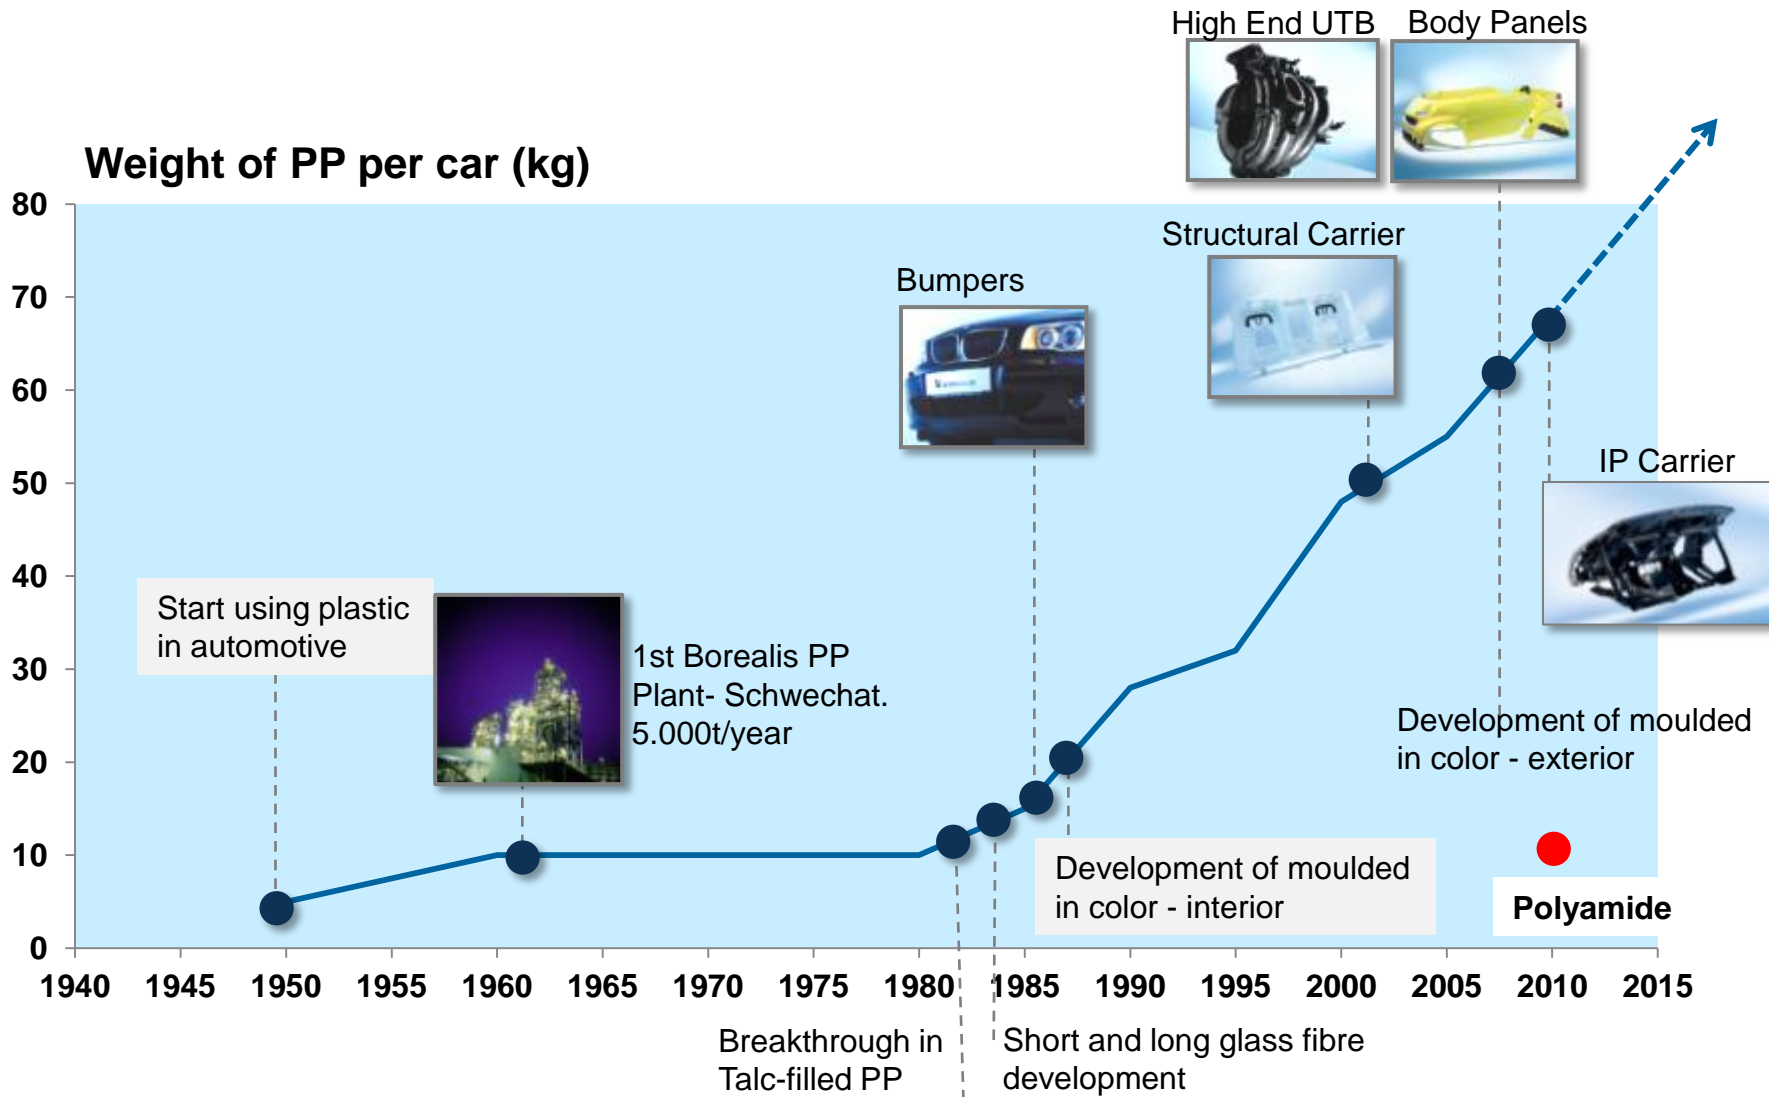 High End UTB
Body Panels
Weight of PP per car (kg)
80
70
60
50
40
30
20
10
0
Structural Carrier
Bumpers
IP Carrier
Start using plastic
in automotive
1st Borealis PP
Plant- Schwechat.
5.000t/year
Development of moulded
in color - exterior
Development of moulded
in color - interior
Polyamide
1940 1945 1950 1955 1960 1965 1970 1975 1980 1985 1990 1995 2000 2005 2010 2015
Breakthrough in
Talc-filled PP
Short and long glass fibre
development